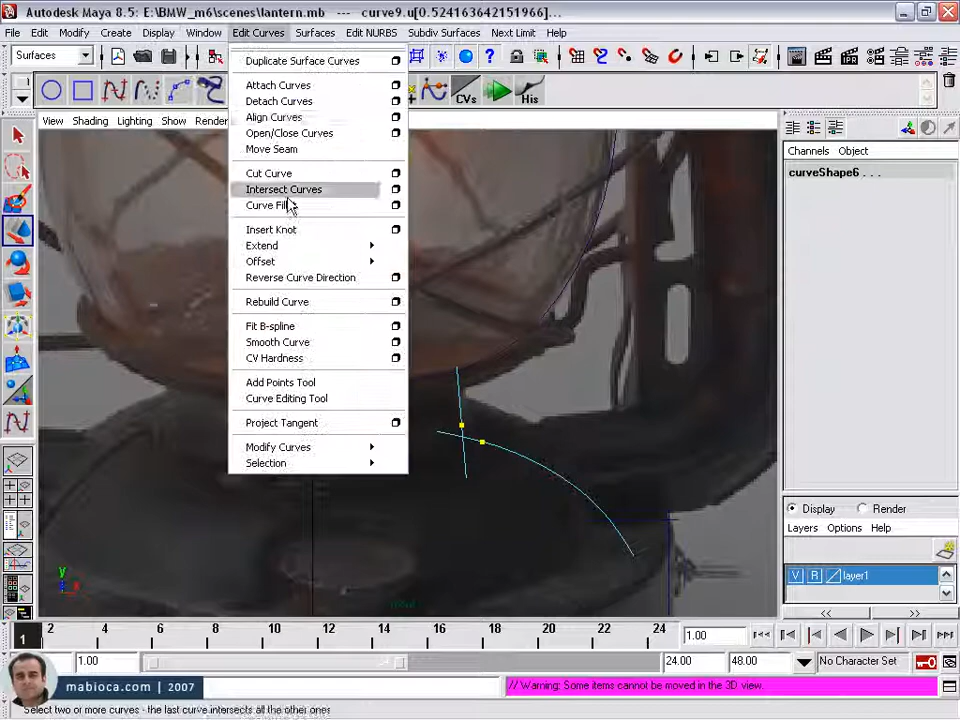 Autodesk Maya 8.5: E:\BMW_m6\scenes\lantern.mb --- curve9.u[0.524163642151966]...
File Edit Modify Create Display Window Edit Curves Surfaces Edit NURBS Subdiv Surfaces Next Limit Help
Surfaces
CVs His
View Shading Lighting Show Render
Duplicate Surface Curves
Attach Curves
Detach Curves
Align Curves
Open/Close Curves
Move Seam
Cut Curve
Intersect Curves
Curve Fill
Insert Knot
Extend
Offset
Reverse Curve Direction
Rebuild Curve
Fit B-spline
Smooth Curve
CV Hardness
Add Points Tool
Curve Editing Tool
Project Tangent
Modify Curves
Selection
Channels Object
curveShape6 . . .
Display Render
Layers Options Help
V R layer1
y
1 2 4 6 8 10 12 14 16 18 20 22 24 1.00
1.00 24.00 48.00 No Character Set
mabioca.com | 2007
// Warning: Some items cannot be moved in the 3D view.
Select two or more curves - the last curve intersects all the other ones